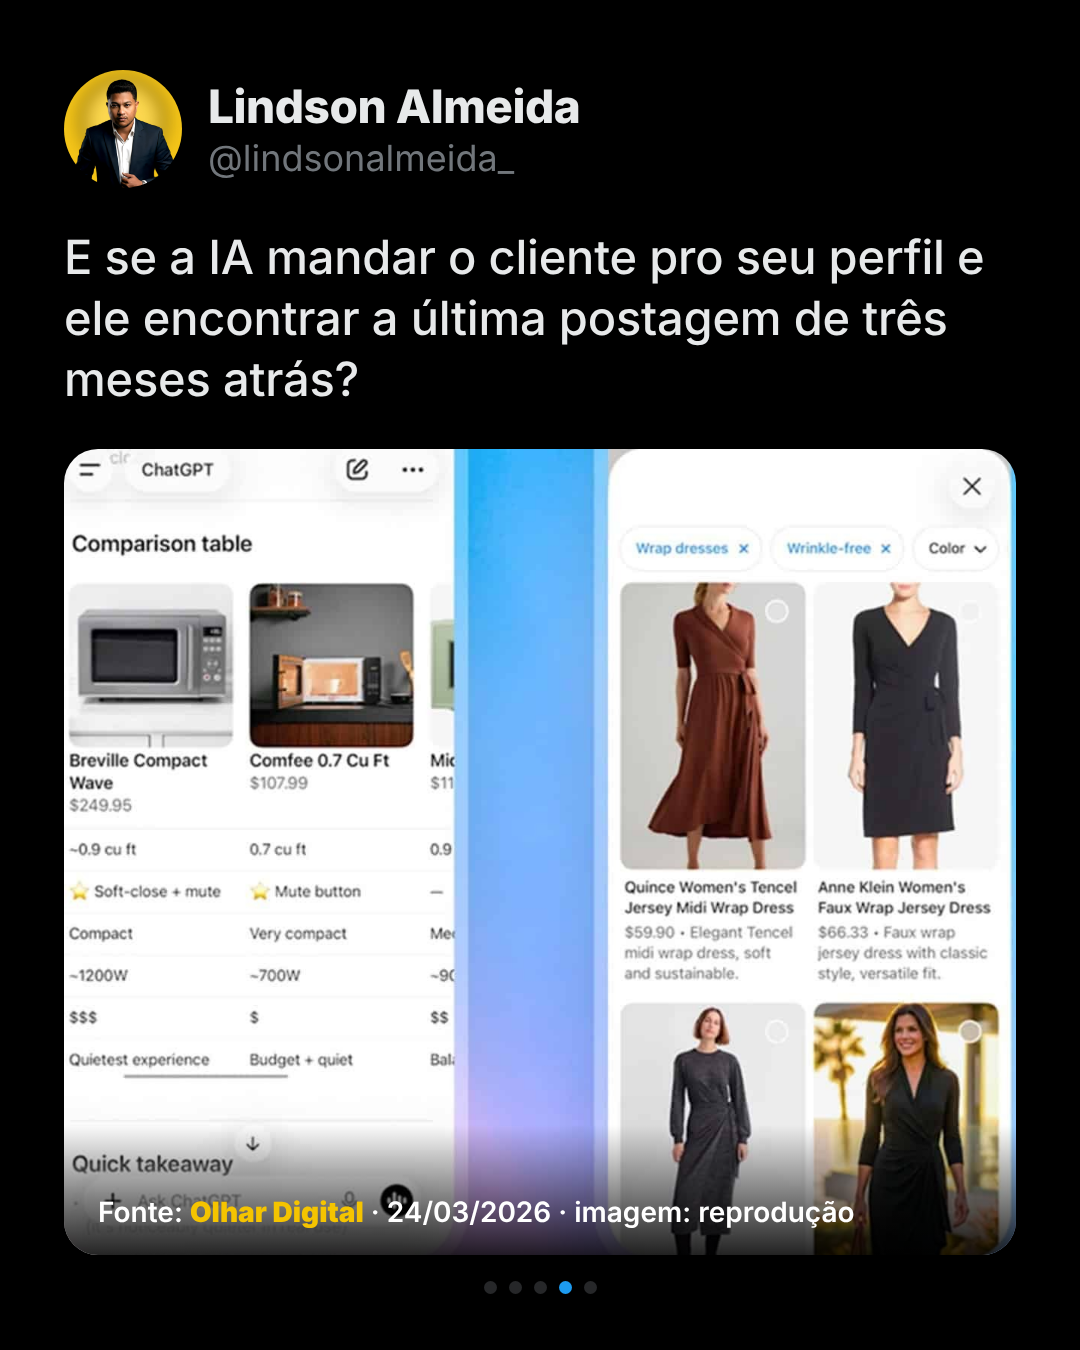 Lindson Almeida
@lindsonalmeida_
E se a IA mandar o cliente pro seu perfil e
ele encontrar a última postagem de três
meses atrás?
ChatGPT
Comparison table
Breville Compact
Wave
$249.95
Comfee 0.7 Cu Ft
$107.99
~0.9 cu ft
0.7 cu ft
0.9
Soft-close + mute
Mute button
—
Compact
Very compact
~1200W
~700W
$$$
$
$$
Quietest experience
Budget + quiet
Quick takeaway
Ask ChatGPT
Wrap dresses ×
Wrinkle-free ×
Color
Quince Women's Tencel
Jersey Midi Wrap Dress
$59.90 • Elegant Tencel
midi wrap dress, soft
and sustainable.
Anne Klein Women's
Faux Wrap Jersey Dress
$66.33 • Faux wrap
jersey dress with classic
style, versatile fit.
Fonte: Olhar Digital · 24/03/2026 · imagem: reprodução